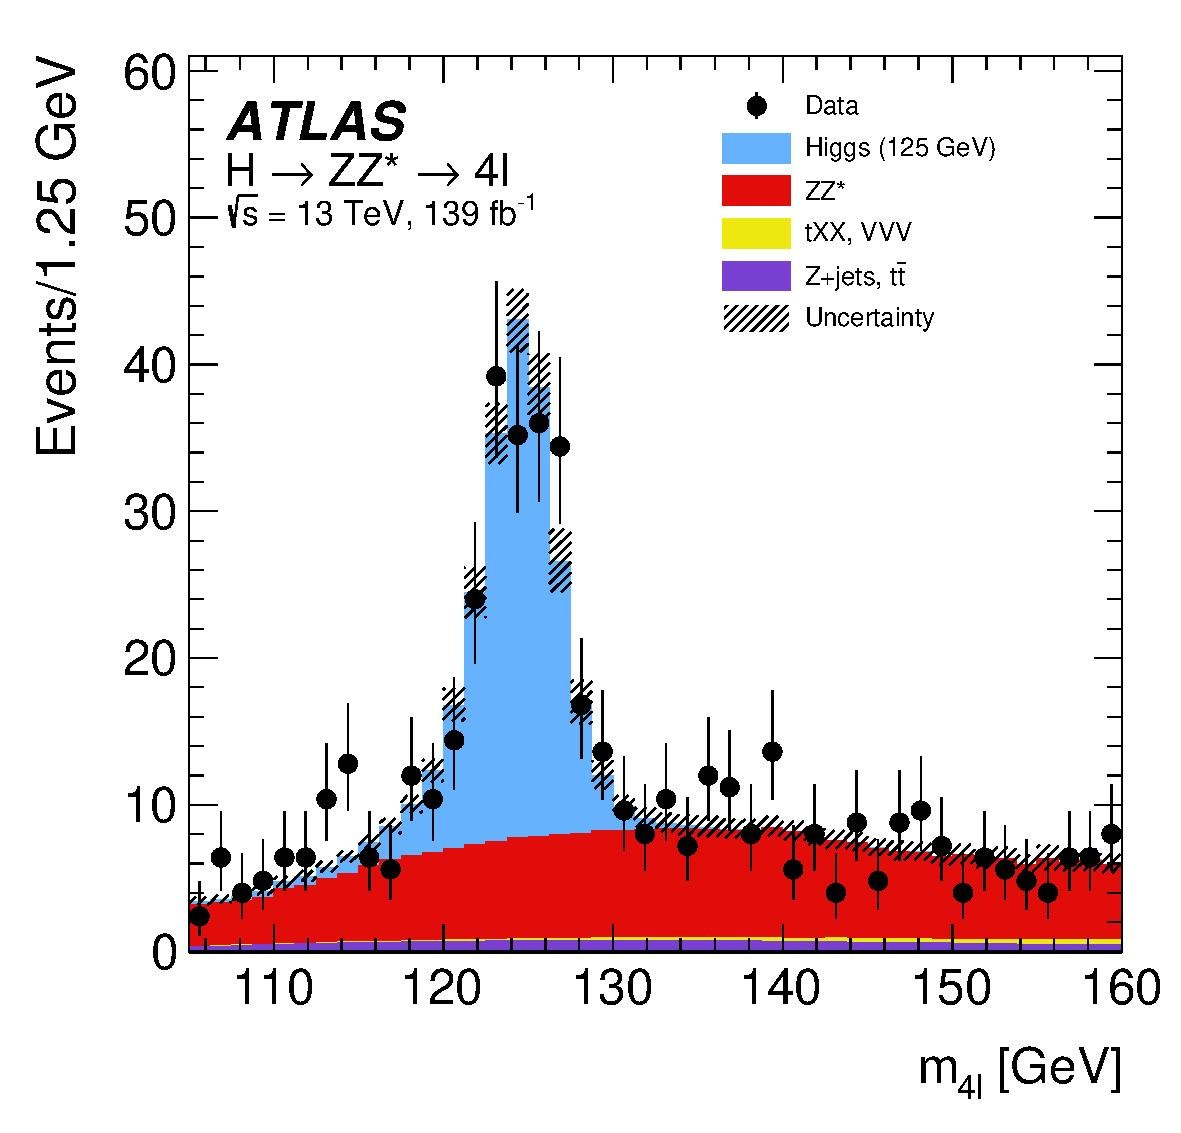 ATLAS
H → ZZ* → 4l
√s = 13 TeV, 139 fb⁻¹
Data
Higgs (125 GeV)
ZZ*
tXX, VVV
Z+jets, tt̄
Uncertainty
Events/1.25 GeV
60
50
40
30
20
10
0
110 120 130 140 150 160
m₄ₗ [GeV]